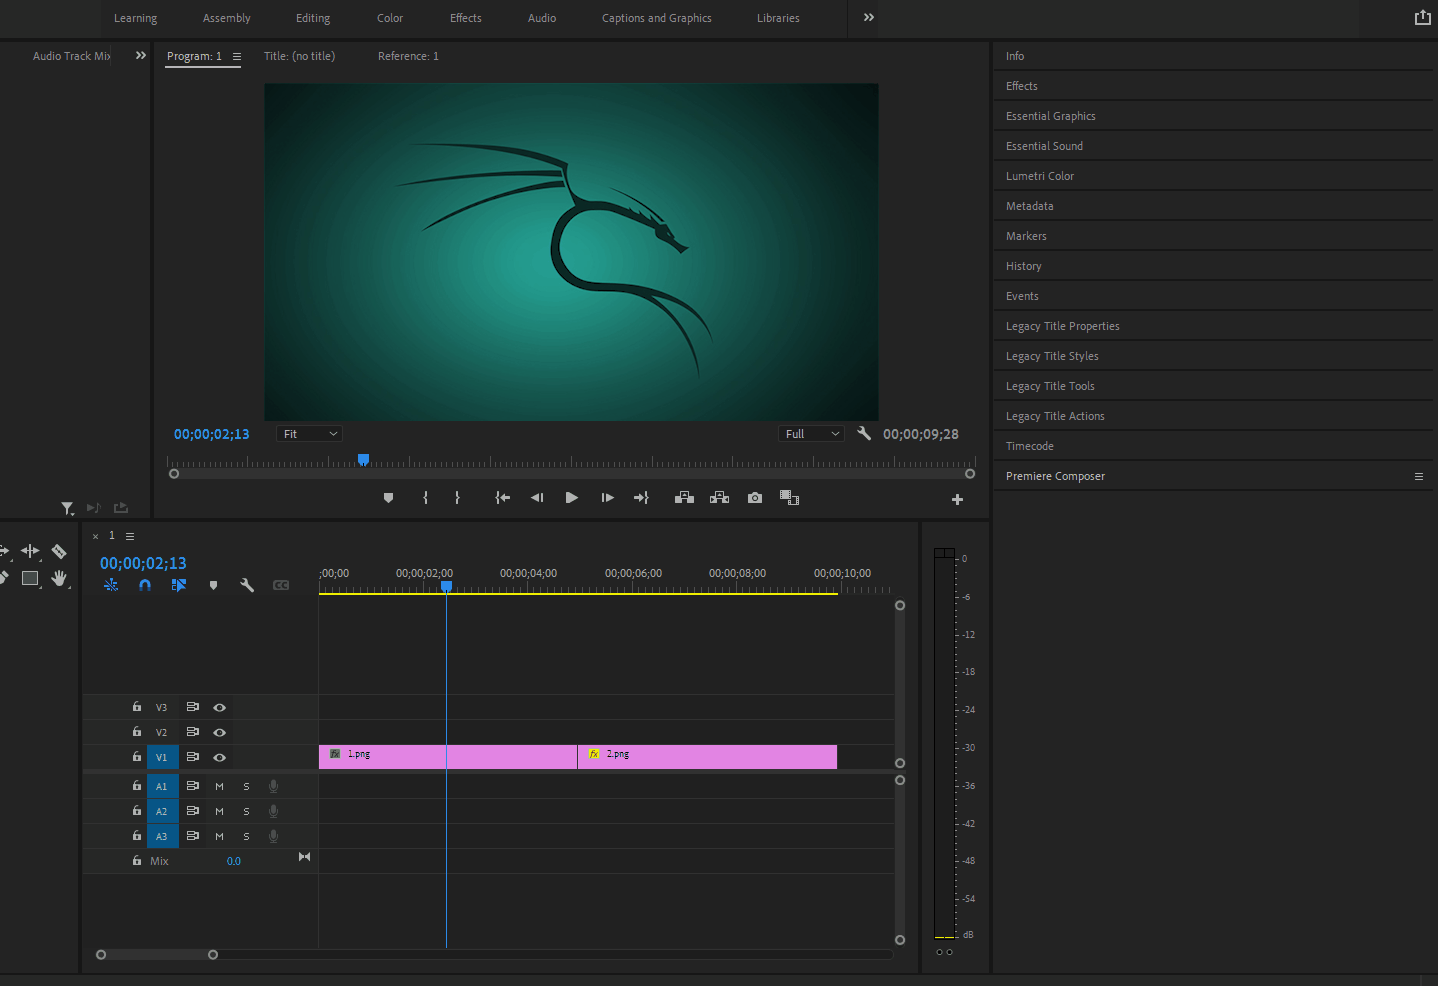 Learning Assembly Editing Color Effects Audio Captions and Graphics Libraries
Audio Track Mix
Program: 1 Title: (no title) Reference: 1
00;00;02;13 Fit Full 00;00;09;28
Info
Effects
Essential Graphics
Essential Sound
Lumetri Color
Metadata
Markers
History
Events
Legacy Title Properties
Legacy Title Styles
Legacy Title Tools
Legacy Title Actions
Timecode
Premiere Composer
× 1
00;00;02;13
CC
;00;00 00;00;02;00 00;00;04;00 00;00;06;00 00;00;08;00 00;00;10;00
V3
V2
V1 fx 1.png fx 2.png
A1 M S
A2 M S
A3 M S
Mix 0.0
0
-6
-12
-18
-24
-30
-36
-42
-48
-54
dB